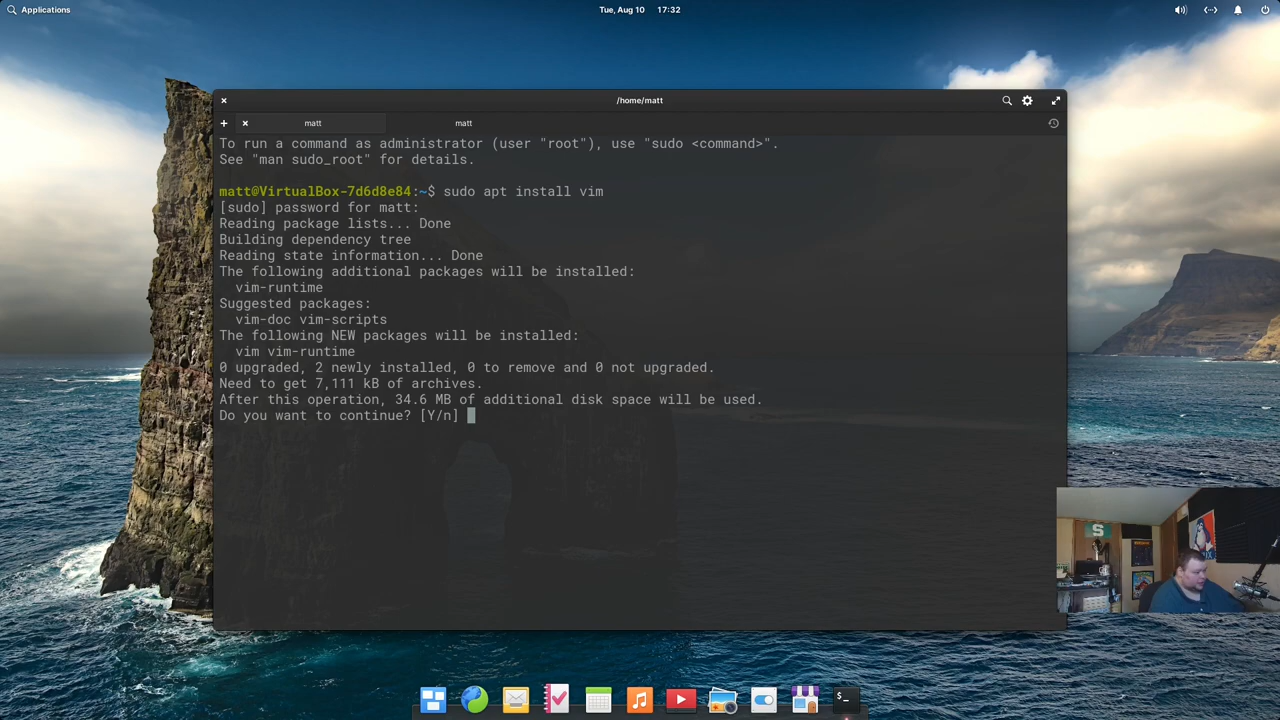 Applications
Tue, Aug 10 17:32
/home/matt
matt
matt
To run a command as administrator (user "root"), use "sudo <command>".
See "man sudo_root" for details.
matt@VirtualBox-7d6d8e84:~$ sudo apt install vim
[sudo] password for matt:
Reading package lists... Done
Building dependency tree
Reading state information... Done
The following additional packages will be installed:
vim-runtime
Suggested packages:
vim-doc vim-scripts
The following NEW packages will be installed:
vim vim-runtime
0 upgraded, 2 newly installed, 0 to remove and 0 not upgraded.
Need to get 7,111 kB of archives.
After this operation, 34.6 MB of additional disk space will be used.
Do you want to continue? [Y/n]
S